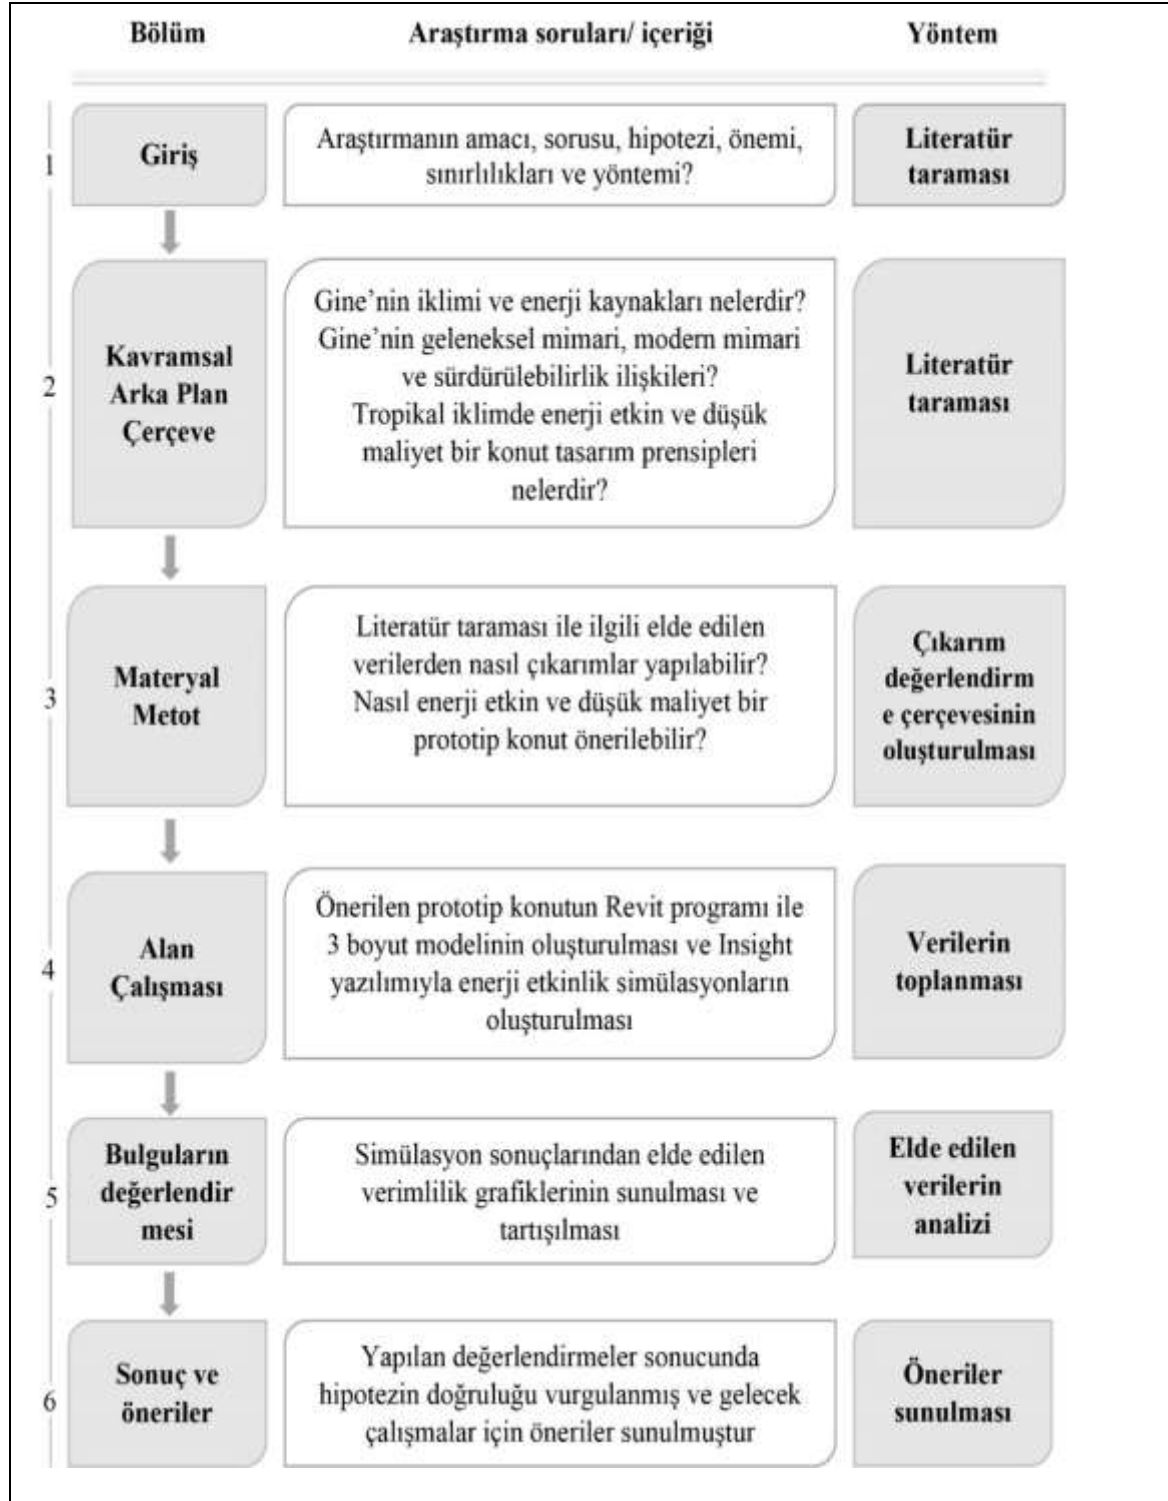 Bölüm
Araştırma soruları/ içeriği
Yöntem
1
Giriş
Araştırmanın amacı, sorusu, hipotezi, önemi,
sınırlılıkları ve yöntemi?
Literatür
taraması
2
Kavramsal
Arka Plan
Çerçeve
Gine’nin iklimi ve enerji kaynakları nelerdir?
Gine’nin geleneksel mimari, modern mimari
ve sürdürülebilirlik ilişkileri?
Tropikal iklimde enerji etkin ve düşük
maliyet bir konut tasarım prensipleri
nelerdir?
Literatür
taraması
3
Materyal
Metot
Literatür taraması ile ilgili elde edilen
verilerden nasıl çıkarımlar yapılabilir?
Nasıl enerji etkin ve düşük maliyet bir
prototip konut önerilebilir?
Çıkarım
değerlendirm
e çerçevesinin
oluşturulması
4
Alan
Çalışması
Önerilen prototip konutun Revit programı ile
3 boyut modelinin oluşturulması ve Insight
yazılımıyla enerji etkinlik simülasyonların
oluşturulması
Verilerin
toplanması
5
Bulguların
değerlendir
mesi
Simülasyon sonuçlarından elde edilen
verimlilik grafiklerinin sunulması ve
tartışılması
Elde edilen
verilerin
analizi
6
Sonuç ve
öneriler
Yapılan değerlendirmeler sonucunda
hipotezin doğruluğu vurgulanmış ve gelecek
çalışmalar için öneriler sunulmuştur
Öneriler
sunulması